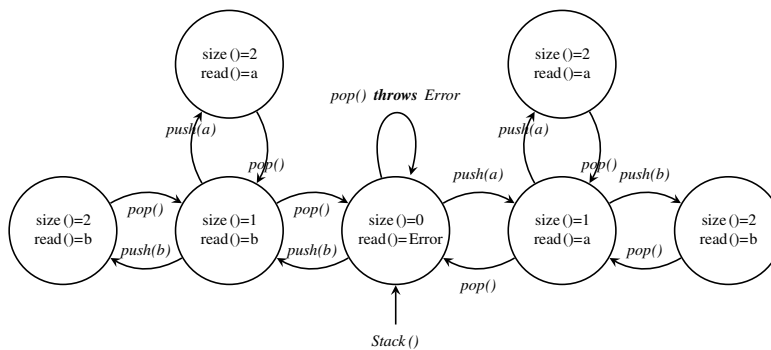 size()=2
read()=a
size()=2
read()=a
pop() throws Error
push(a)
pop()
push(a)
push(a)
pop()
push(b)
size()=2
read()=b
pop()
push(b)
size()=1
read()=b
pop()
push(b)
size()=0
read()=Error
pop()
size()=1
read()=a
pop()
size()=2
read()=b
Stack()